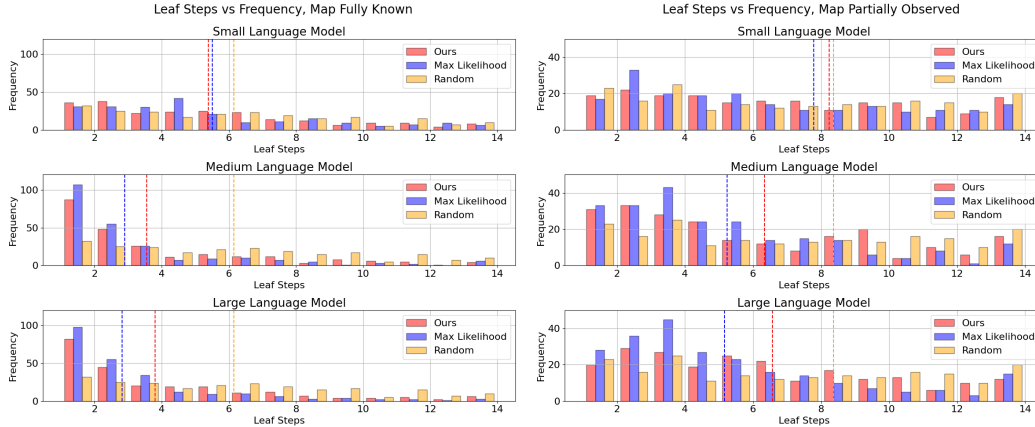 Leaf Steps vs Frequency, Map Fully Known
Small Language Model
Frequency
100
50
0
Ours
Max Likelihood
Random
2 4 6 8 10 12 14
Leaf Steps
Medium Language Model
Frequency
100
50
0
Ours
Max Likelihood
Random
2 4 6 8 10 12 14
Leaf Steps
Large Language Model
Frequency
100
50
0
Ours
Max Likelihood
Random
2 4 6 8 10 12 14
Leaf Steps
Leaf Steps vs Frequency, Map Partially Observed
Small Language Model
Frequency
40
20
0
Ours
Max Likelihood
Random
2 4 6 8 10 12 14
Leaf Steps
Medium Language Model
Frequency
40
20
0
Ours
Max Likelihood
Random
2 4 6 8 10 12 14
Leaf Steps
Large Language Model
Frequency
40
20
0
Ours
Max Likelihood
Random
2 4 6 8 10 12 14
Leaf Steps